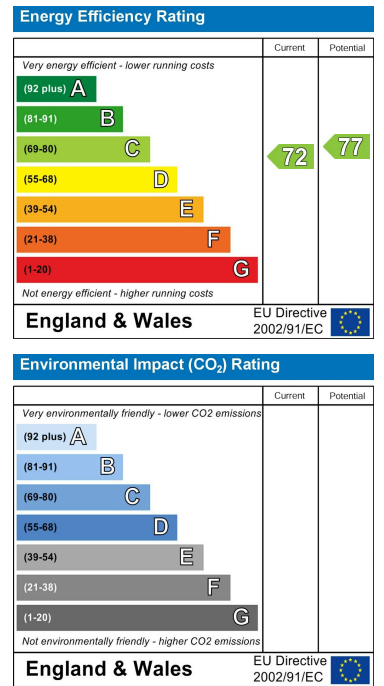 Energy Efficiency Rating
Current Potential
Very energy efficient - lower running costs
(92 plus) A
(81-91) B
(69-80) C
(55-68) D
(39-54) E
(21-38) F
(1-20) G
72 77
Not energy efficient - higher running costs
England & Wales
EU Directive
2002/91/EC
Environmental Impact (CO₂) Rating
Current Potential
Very environmentally friendly - lower CO2 emissions
(92 plus) A
(81-91) B
(69-80) C
(55-68) D
(39-54) E
(21-38) F
(1-20) G
Not environmentally friendly - higher CO2 emissions
England & Wales
EU Directive
2002/91/EC